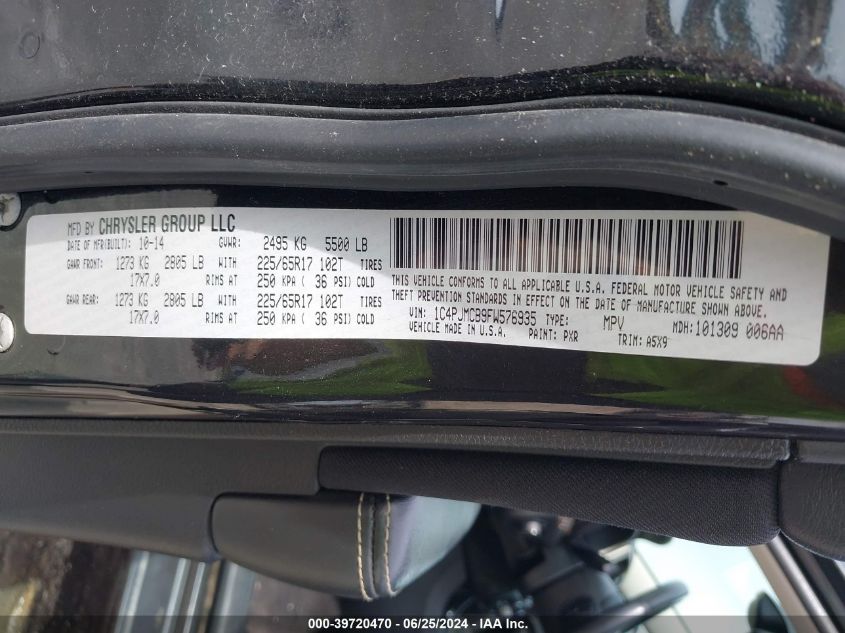 MFD BY CHRYSLER GROUP LLC
DATE OF MFR(BUILT): 10-14 GVWR: 2495 KG 5500 LB
GAWR FRONT: 1273 KG 2805 LB WITH 225/65R17 102T TIRES
17X7.0 RIMS AT 250 KPA ( 36 PSI) COLD
GAWR REAR: 1273 KG 2805 LB WITH 225/65R17 102T TIRES
17X7.0 RIMS AT 250 KPA ( 36 PSI) COLD
THIS VEHICLE CONFORMS TO ALL APPLICABLE U.S.A. FEDERAL MOTOR VEHICLE SAFETY AND
THEFT PREVENTION STANDARDS IN EFFECT ON THE DATE OF MANUFACTURE SHOWN ABOVE.
VIN: 1C4PJMCB9FW576935 TYPE: MPV MDH:101309 006AA
VEHICLE MADE IN U.S.A. PAINT: PXR TRIM: A5X9
000-39720470 - 06/25/2024 - IAA Inc.